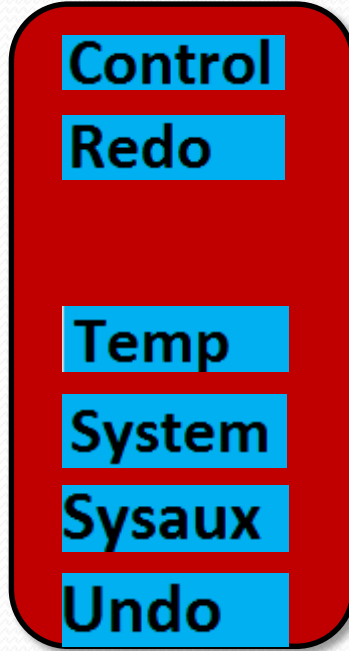 Control
Redo
Temp
System
Sysaux
Undo